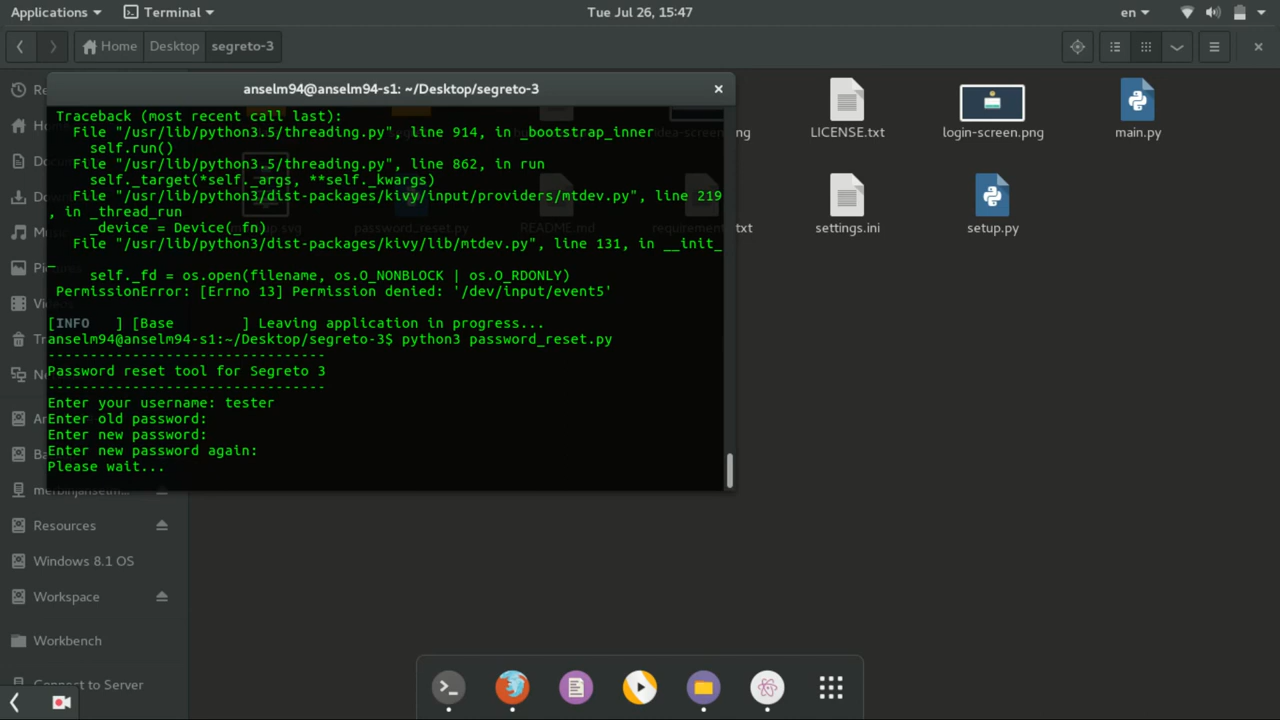 Applications
Terminal
Tue Jul 26, 15:47
en
Home
Desktop
segreto-3
anselm94@anselm94-s1: ~/Desktop/segreto-3
Traceback (most recent call last):
File "/usr/lib/python3.5/threading.py", line 914, in _bootstrap_inner
self.run()
File "/usr/lib/python3.5/threading.py", line 862, in run
self._target(*self._args, **self._kwargs)
File "/usr/lib/python3/dist-packages/kivy/input/providers/mtdev.py", line 219
, in _thread_run
_device = Device(_fn)
File "/usr/lib/python3/dist-packages/kivy/lib/mtdev.py", line 131, in __init_
_
self._fd = os.open(filename, os.O_NONBLOCK | os.O_RDONLY)
PermissionError: [Errno 13] Permission denied: '/dev/input/event5'
[INFO   ] [Base        ] Leaving application in progress...
anselm94@anselm94-s1:~/Desktop/segreto-3$ python3 password_reset.py
---------------------------------
Password reset tool for Segreto 3
---------------------------------
Enter your username: tester
Enter old password:
Enter new password:
Enter new password again:
Please wait...
LICENSE.txt
login-screen.png
main.py
password_reset.py
README.md
settings.ini
setup.py
Resources
Windows 8.1 OS
Workspace
Workbench
Connect to Server